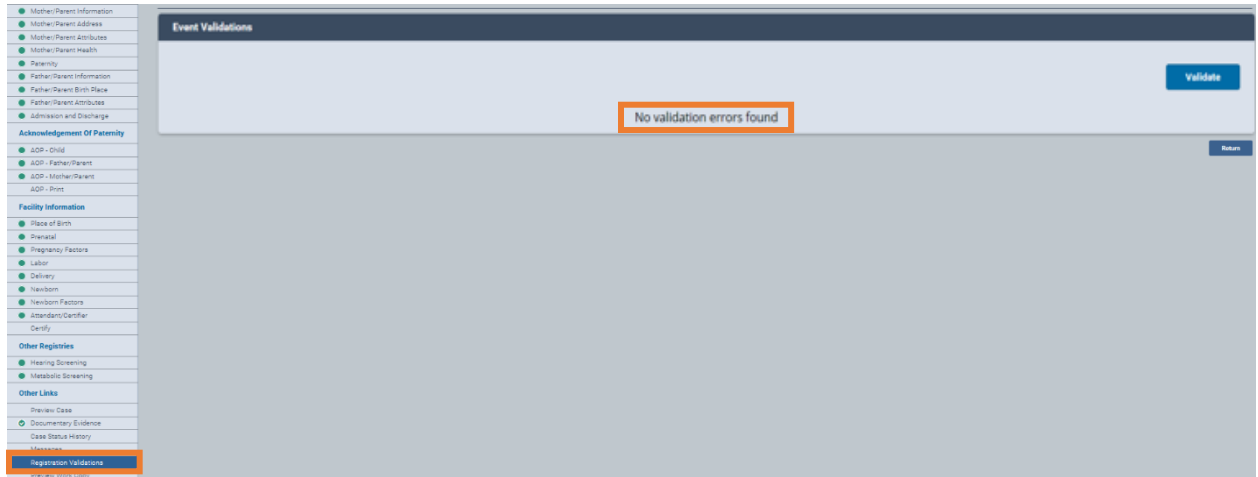 Mother/Parent Information
Mother/Parent Address
Mother/Parent Attributes
Mother/Parent Health
Paternity
Father/Parent Information
Father/Parent Birth Place
Father/Parent Attributes
Admission and Discharge
Acknowledgement Of Paternity
AOP - Child
AOP - Father/Parent
AOP - Mother/Parent
AOP - Print
Facility Information
Place of Birth
Prenatal
Pregnancy Factors
Labor
Delivery
Newborn
Newborn Factors
Attendant/Certifier
Certify
Other Registries
Hearing Screening
Metabolic Screening
Other Links
Preview Case
Documentary Evidence
Case Status History
Messages
Registration Validations
Event Validations
Validate
No validation errors found
Return